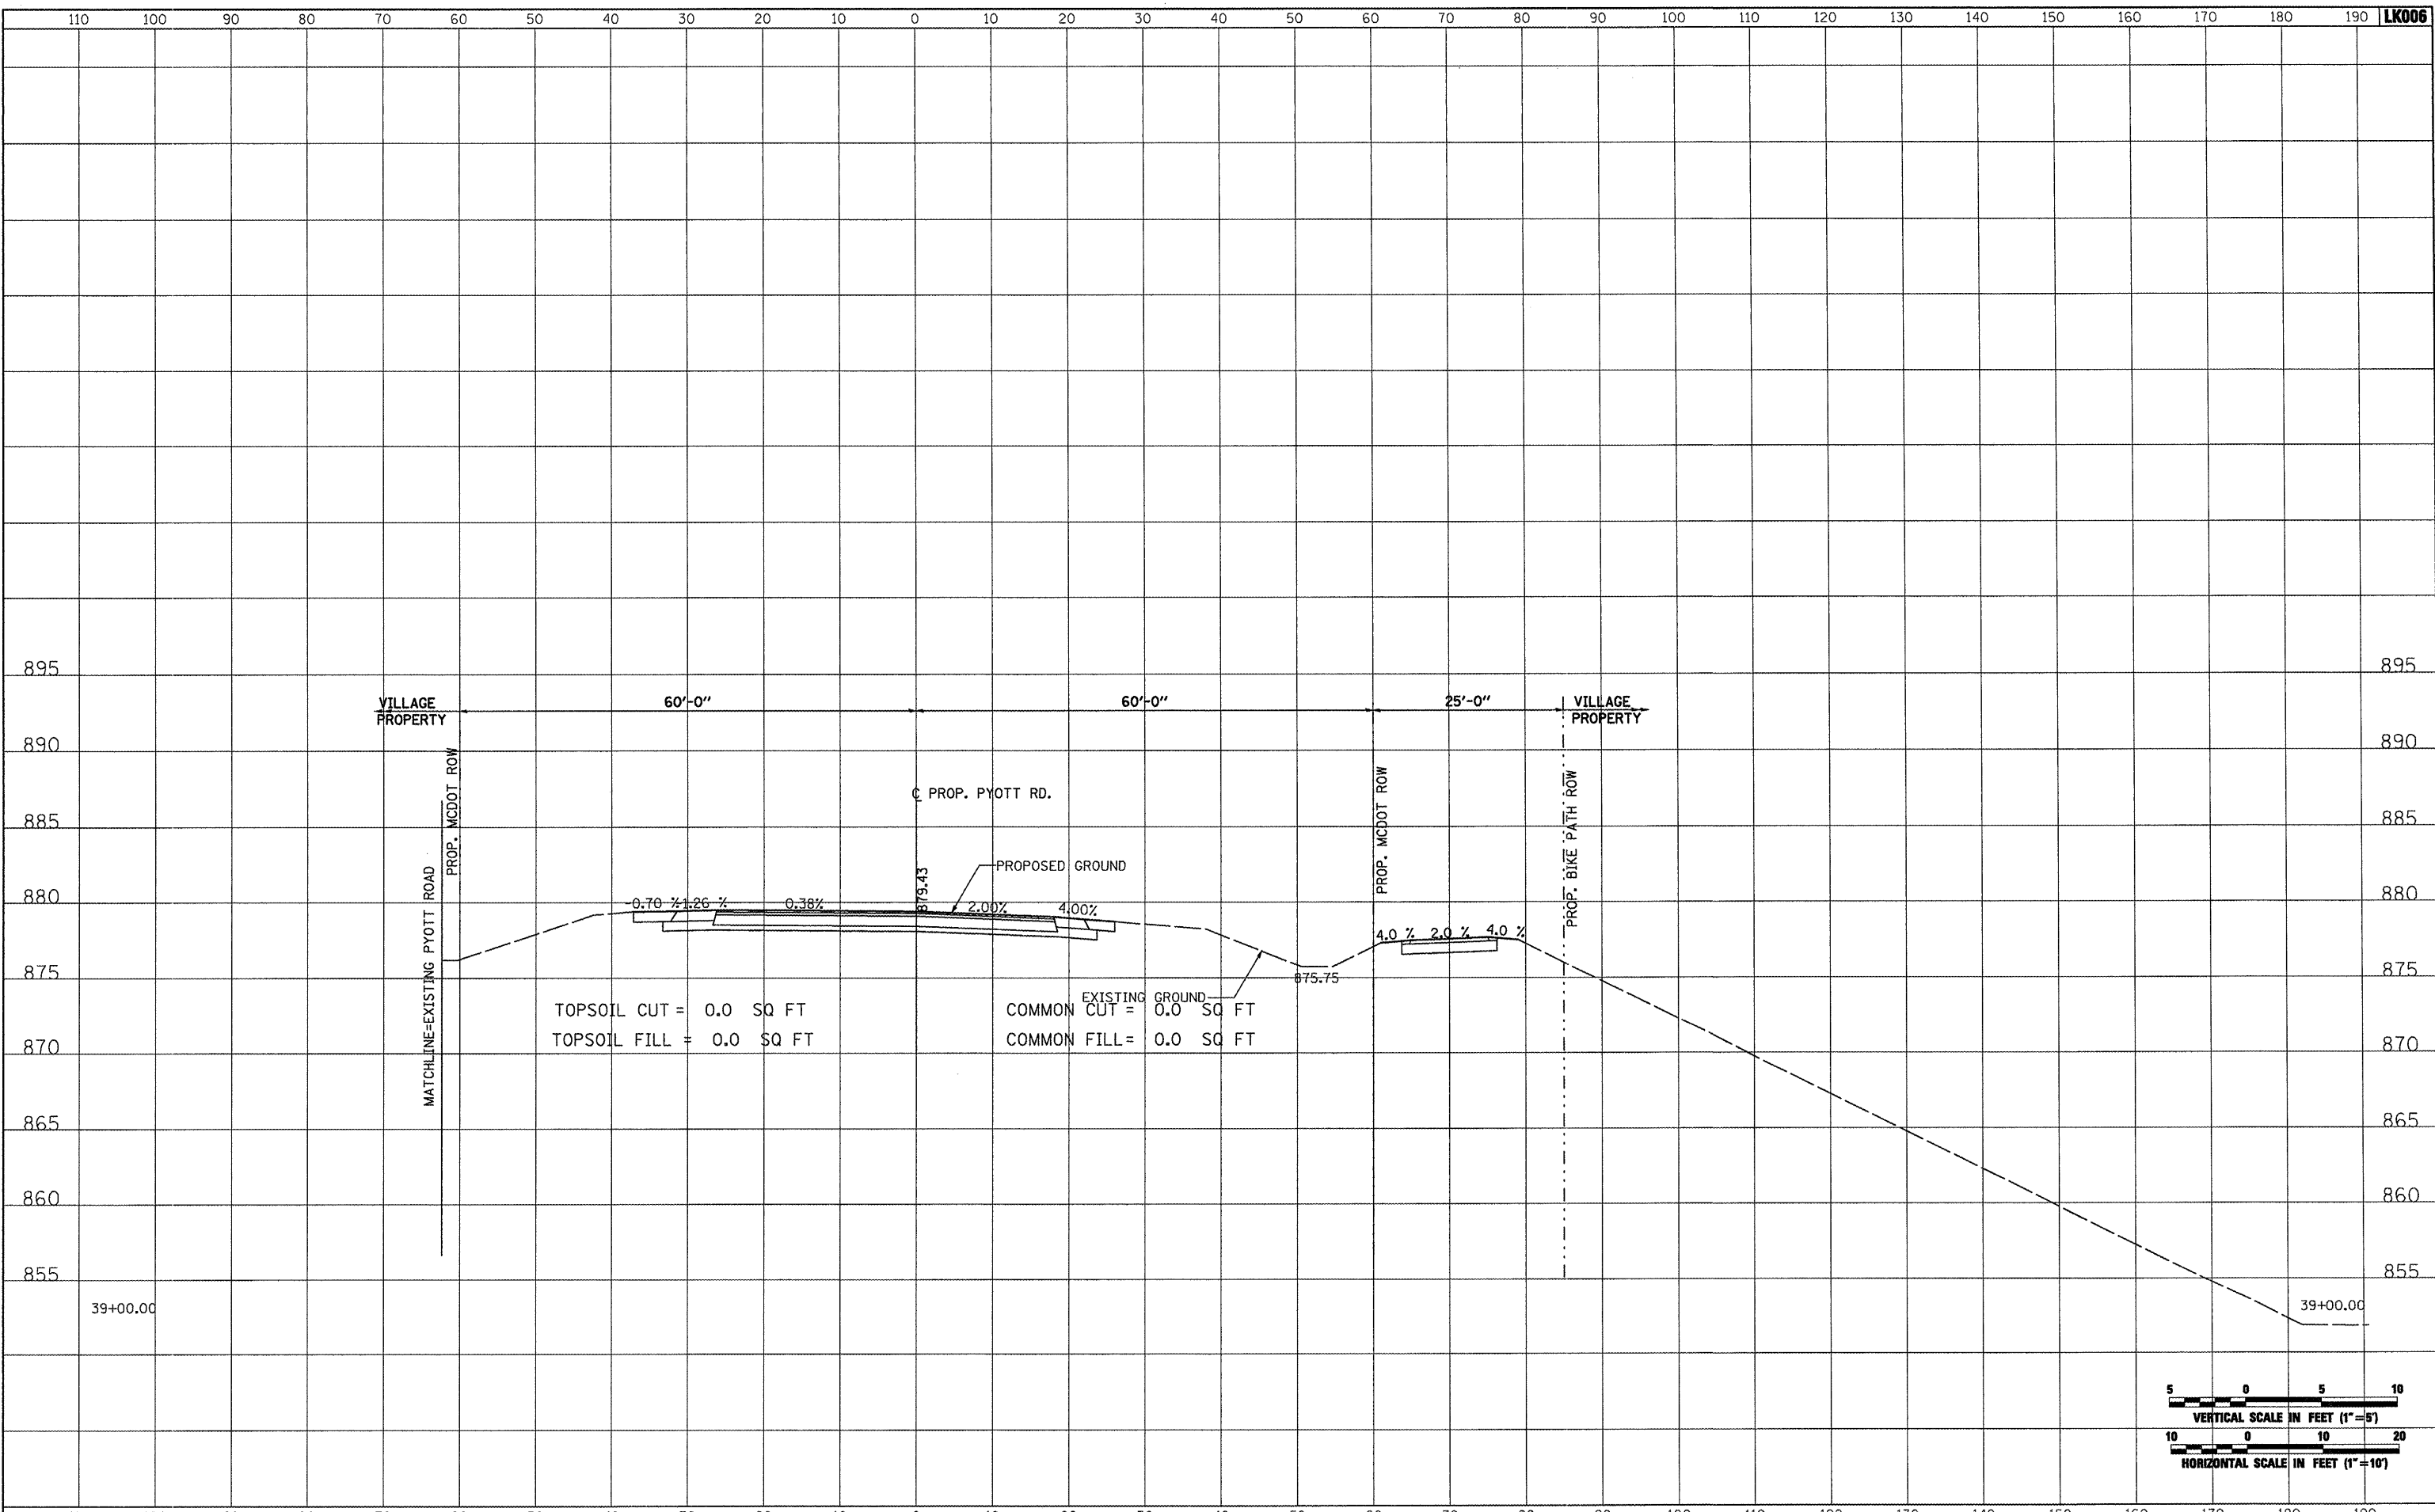 110 100 90 80 70 60 50 40 30 20 10 0 10 20 30 40 50 60 70 80 90 100 110 120 130 140 150 160 170 180 190 LK006
895 895
VILLAGE PROPERTY 60'-0" 60'-0" 25'-0" VILLAGE PROPERTY
890 890
PROP. MCDOT ROW
℄ PROP. PYOTT RD.
PROP. MCDOT ROW
PROP. BIKE PATH ROW
885 885
MATCHLINE=EXISTING PYOTT ROAD
879.43
PROPOSED GROUND
880 880
-0.70 % -1.26 % 0.38% 2.00% 4.00%
4.0 % 2.0 % 4.0 %
875 875
875.75
EXISTING GROUND
TOPSOIL CUT = 0.0 SQ FT COMMON CUT = 0.0 SQ FT
TOPSOIL FILL = 0.0 SQ FT COMMON FILL= 0.0 SQ FT
870 870
865 865
860 860
855 855
39+00.00 39+00.00
5 0 5 10
VERTICAL SCALE IN FEET (1"=5')
10 0 10 20
HORIZONTAL SCALE IN FEET (1"=10')